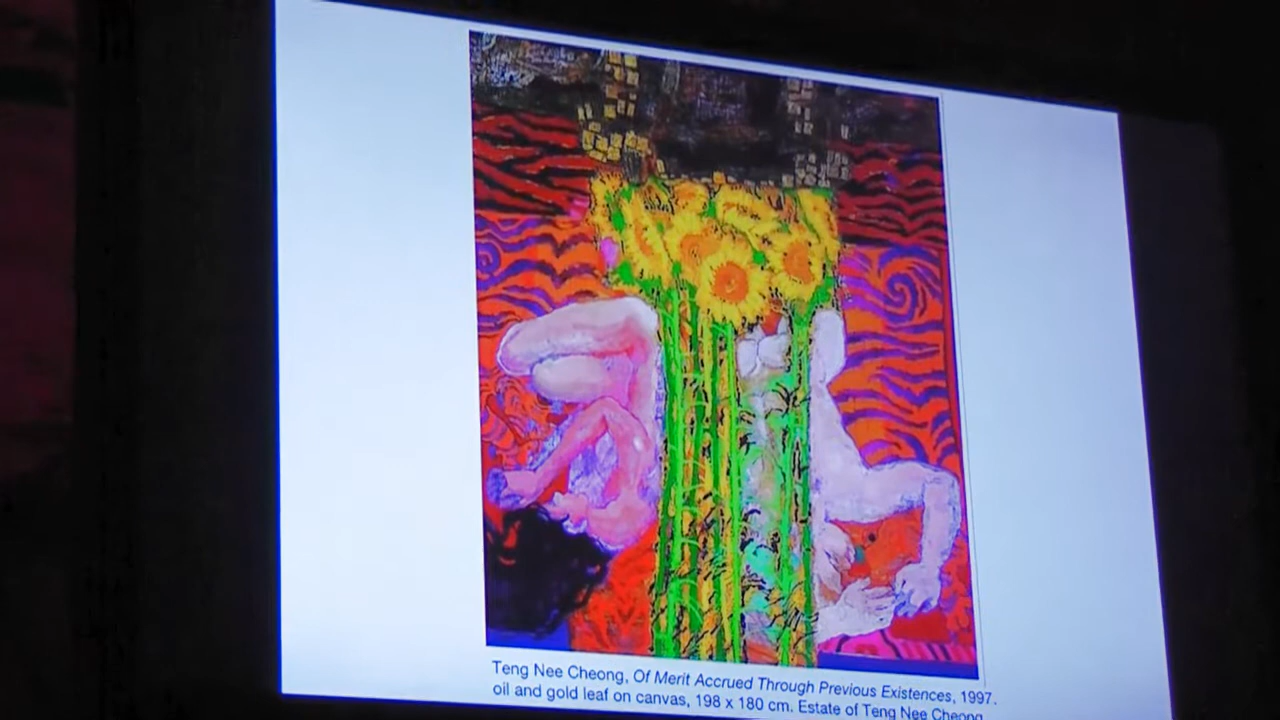 Teng Nee Cheong, Of Merit Accrued Through Previous Existences, 1997.
oil and gold leaf on canvas, 198 x 180 cm. Estate of Teng Nee Cheong